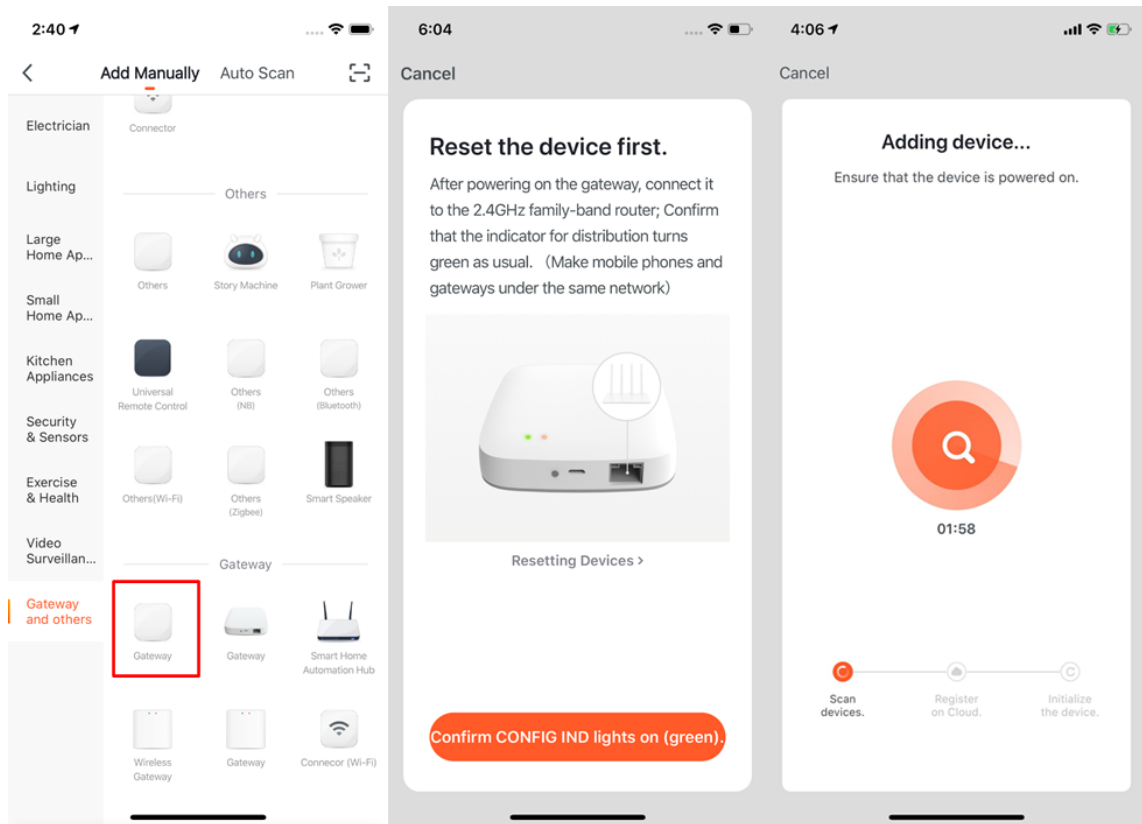 2:40
Add Manually
Auto Scan
Electrician
Lighting
Large
Home Ap...
Small
Home Ap...
Kitchen
Appliances
Security
& Sensors
Exercise
& Health
Video
Surveillan...
Gateway
and others
Connector
Others
Others
Story Machine
Plant Grower
Universal
Remote Control
Others
(NB)
Others
(Bluetooth)
Others(Wi-Fi)
Others
(Zigbee)
Smart Speaker
Gateway
Gateway
Gateway
Smart Home
Automation Hub
Wireless
Gateway
Gateway
Connecor (Wi-Fi)
6:04
Cancel
Reset the device first.
After powering on the gateway, connect it
to the 2.4GHz family-band router; Confirm
that the indicator for distribution turns
green as usual. （Make mobile phones and
gateways under the same network）
Resetting Devices >
Confirm CONFIG IND lights on (green).
4:06
Cancel
Adding device...
Ensure that the device is powered on.
01:58
Scan
devices.
Register
on Cloud.
Initialize
the device.